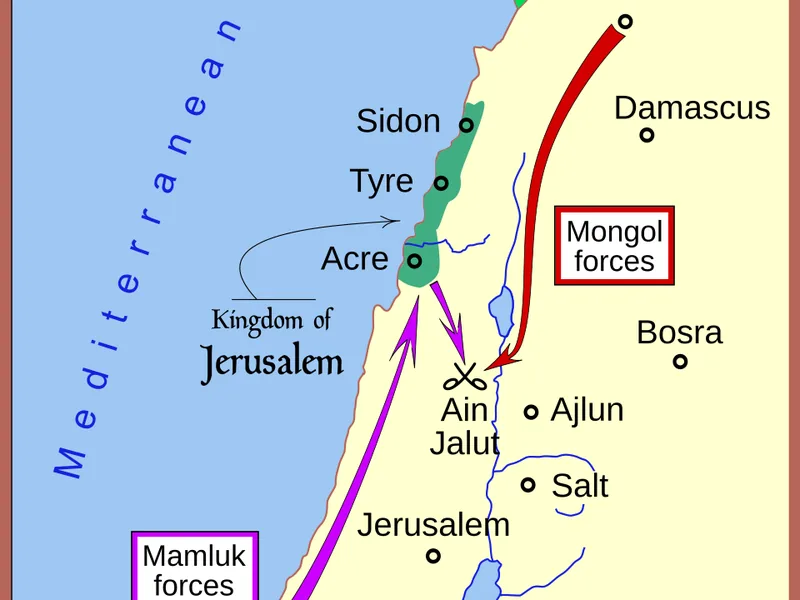 Mediterranean
Sidon
Damascus
Tyre
Mongol
forces
Acre
Kingdom of
Jerusalem
Bosra
Ain
Jalut
Ajlun
Salt
Jerusalem
Mamluk
forces